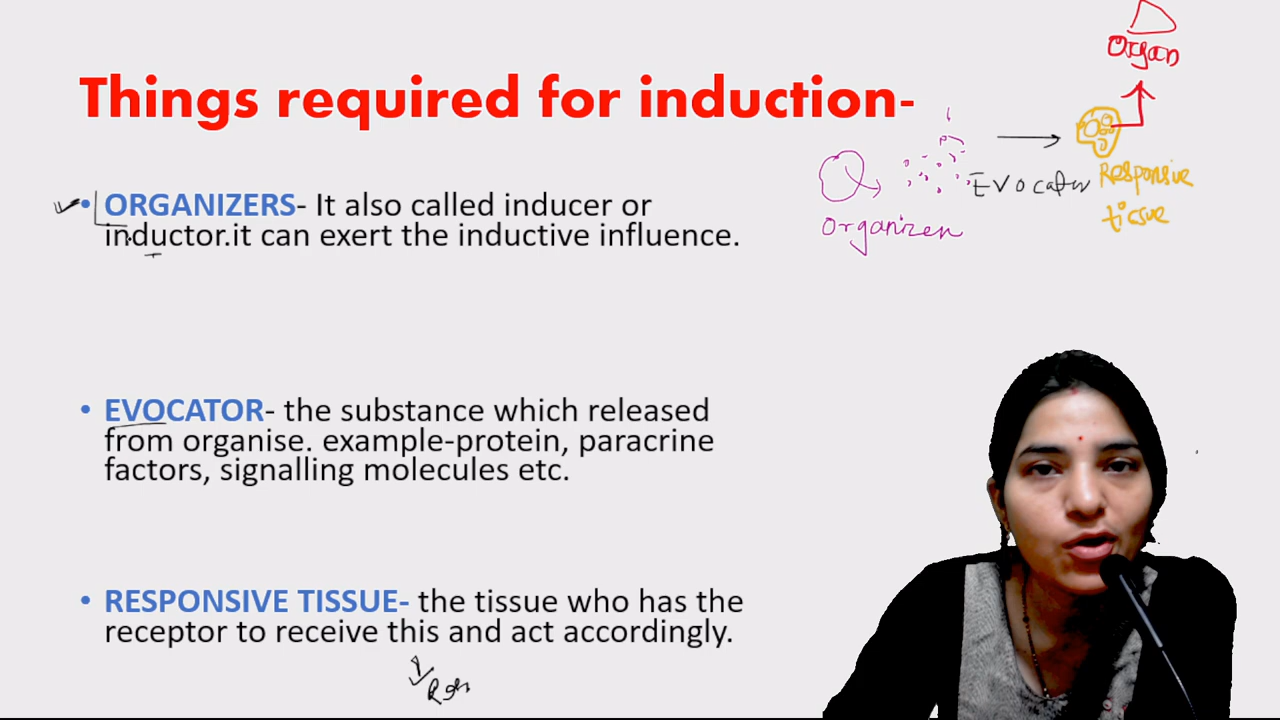 Things required for induction-
Organ
• ORGANIZERS- It also called inducer or
inductor.it can exert the inductive influence.
Organizer
Evocator
Responsive
tissue
• EVOCATOR- the substance which released
from organise. example-protein, paracrine
factors, signalling molecules etc.
• RESPONSIVE TISSUE- the tissue who has the
receptor to receive this and act accordingly.